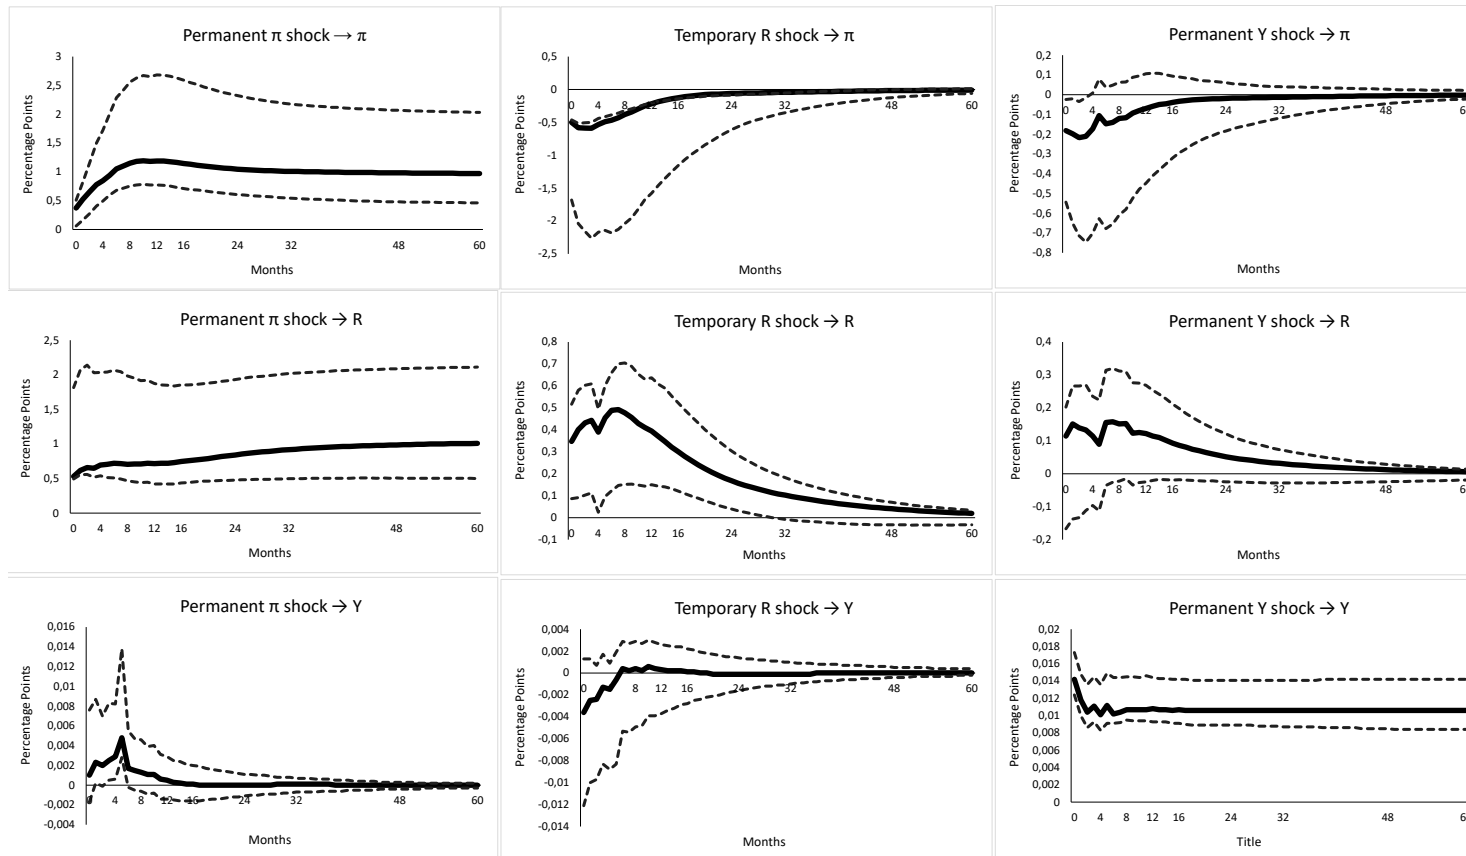 Permanent π shock → π
Percentage Points
3
2,5
2
1,5
1
0,5
0
0 4 8 12 16 24 32 48 60
Months
Temporary R shock → π
Percentage Points
0,5
0
-0,5
-1
-1,5
-2
-2,5
0 4 8 12 16 24 32 48 60
Months
Permanent Y shock → π
Percentage Points
0,2
0,1
0
-0,1
-0,2
-0,3
-0,4
-0,5
-0,6
-0,7
-0,8
0 4 8 12 16 24 32 48 6
Months
Permanent π shock → R
Percentage Points
2,5
2
1,5
1
0,5
0
0 4 8 12 16 24 32 48 60
Months
Temporary R shock → R
Percentage Points
0,8
0,7
0,6
0,5
0,4
0,3
0,2
0,1
0
-0,1
0 4 8 12 16 24 32 48 60
Months
Permanent Y shock → R
Percentage Points
0,4
0,3
0,2
0,1
0
-0,1
-0,2
0 4 8 12 16 24 32 48 6
Months
Permanent π shock → Y
Percentage Points
0,016
0,014
0,012
0,01
0,008
0,006
0,004
0,002
0
-0,002
-0,004
0 4 8 12 16 24 32 48 60
Months
Temporary R shock → Y
Percentage Points
0,004
0,002
0
-0,002
-0,004
-0,006
-0,008
-0,01
-0,012
-0,014
0 4 8 12 16 24 32 48 60
Months
Permanent Y shock → Y
Percentage Points
0,02
0,018
0,016
0,014
0,012
0,01
0,008
0,006
0,004
0,002
0
0 4 8 12 16 24 32 48 6
Title